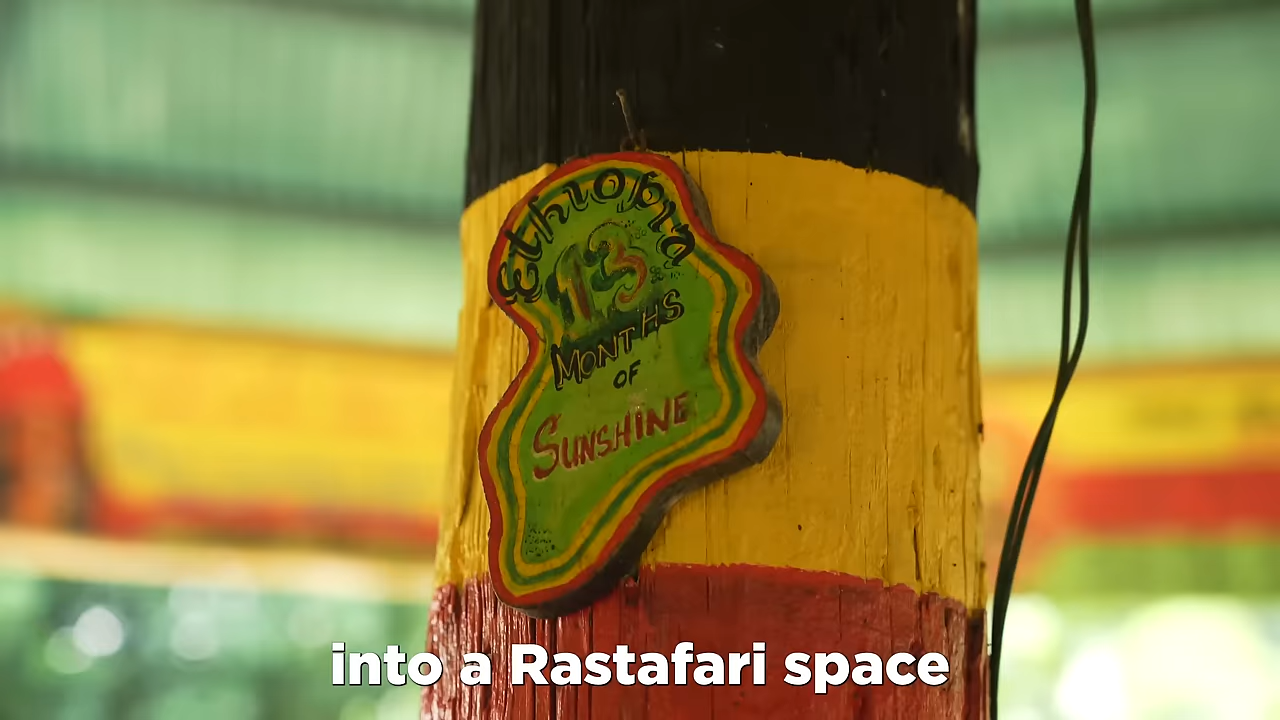 Ethiopia
13
MONTHS
OF
SUNSHINE
into a Rastafari space